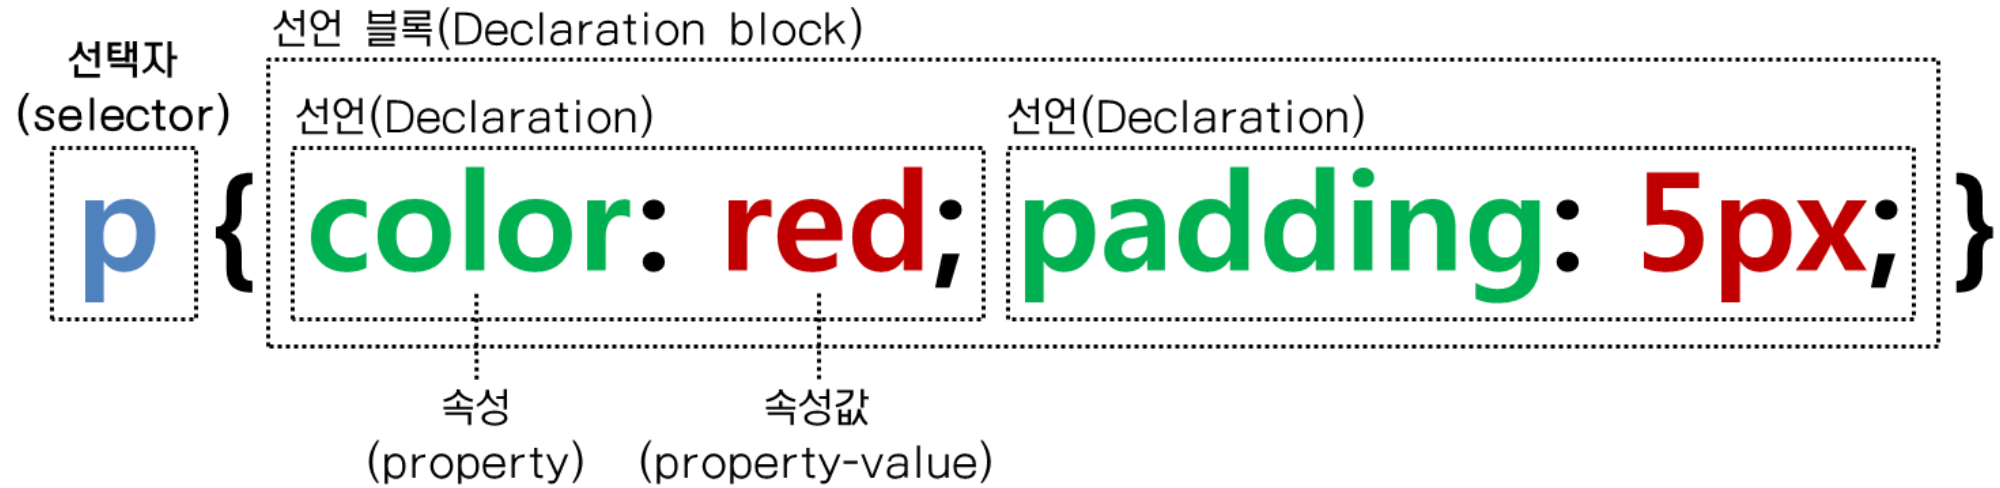 선언 블록(Declaration block)
선택자
(selector)
선언(Declaration) 선언(Declaration)
p { color: red; padding: 5px; }
속성 속성값
(property) (property-value)